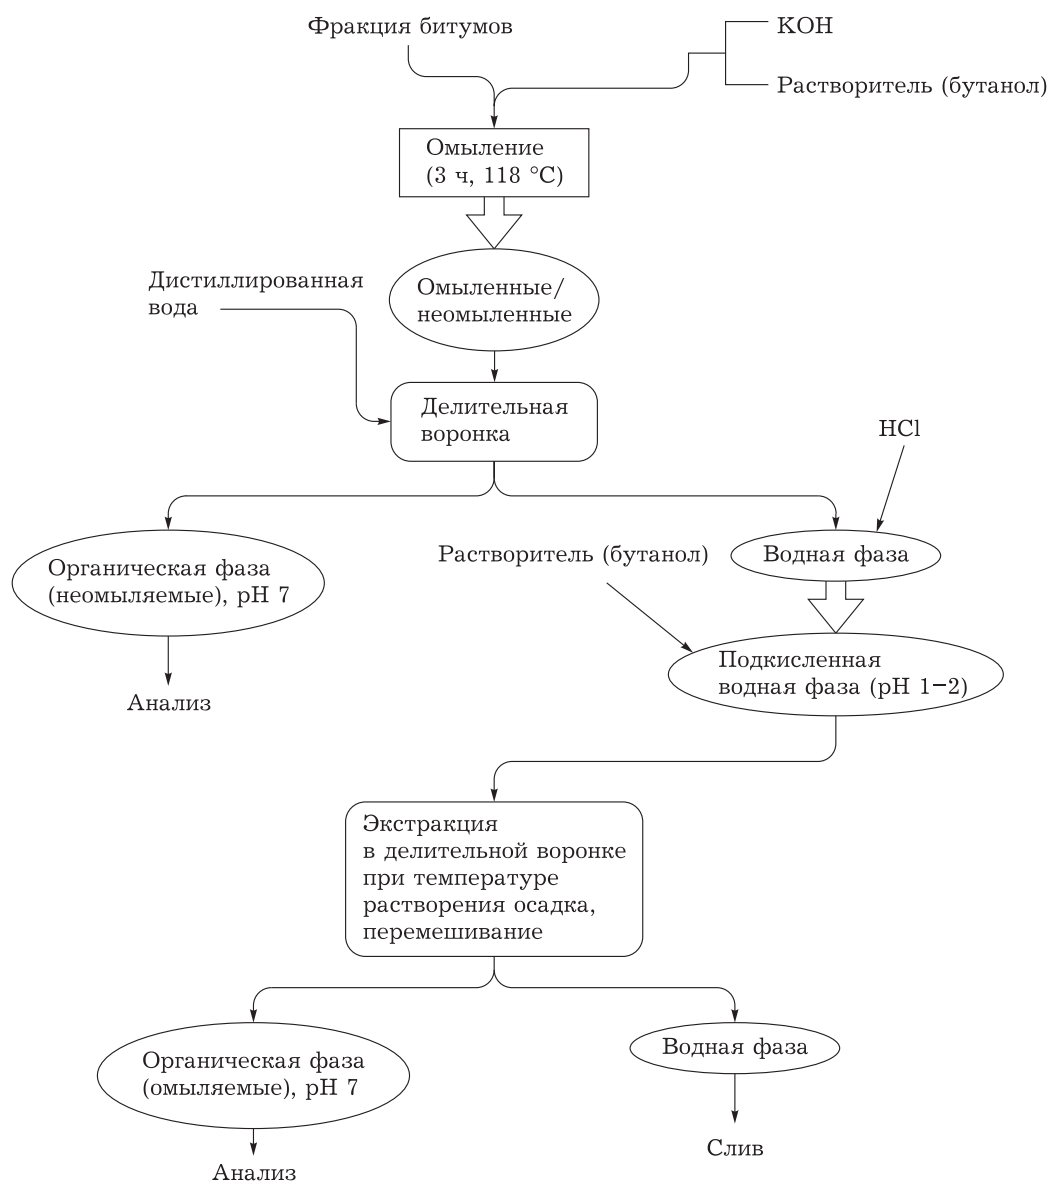 Фракция битумов
KOH
Растворитель (бутанол)
Омыление
(3 ч, 118 °C)
Дистиллированная
вода
Омыленные/
неомыленные
Делительная
воронка
HCl
Органическая фаза
(неомыляемые), pH 7
Растворитель (бутанол)
Водная фаза
Подкисленная
водная фаза (pH 1−2)
Анализ
Экстракция
в делительной воронке
при температуре
растворения осадка,
перемешивание
Органическая фаза
(омыляемые), pH 7
Водная фаза
Слив
Анализ